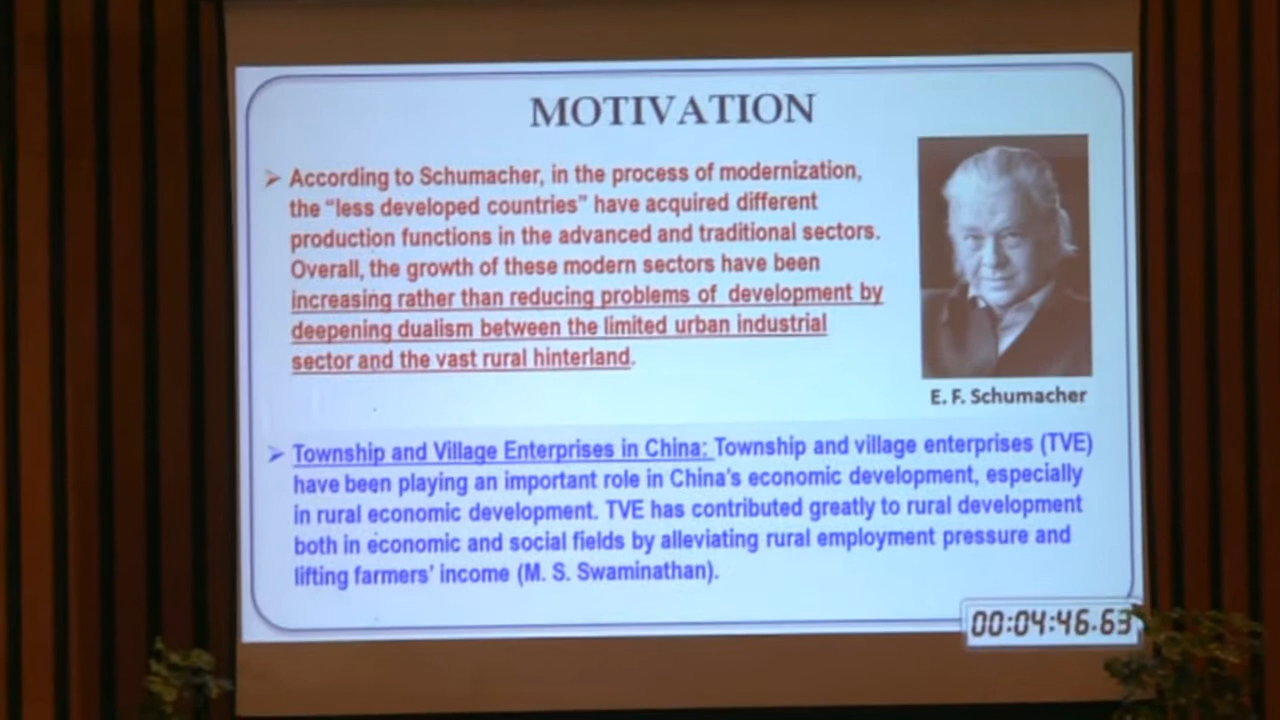 MOTIVATION
According to Schumacher, in the process of modernization,
the “less developed countries” have acquired different
production functions in the advanced and traditional sectors.
Overall, the growth of these modern sectors have been
increasing rather than reducing problems of development by
deepening dualism between the limited urban industrial
sector and the vast rural hinterland.
E. F. Schumacher
Township and Village Enterprises in China: Township and village enterprises (TVE)
have been playing an important role in China's economic development, especially
in rural economic development. TVE has contributed greatly to rural development
both in economic and social fields by alleviating rural employment pressure and
lifting farmers' income (M. S. Swaminathan).
00:04:46.63